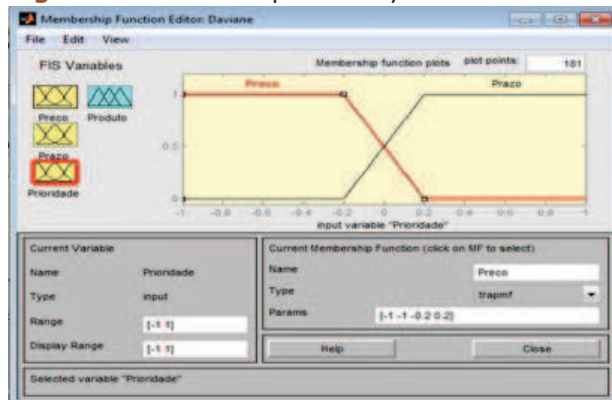 Membership Function Editor: Daviane
File Edit View
FIS Variables
Membership function plots plot points: 181
Preco Produto
Prazo
Prioridade
Preco Prazo
1
0.5
0
-1 -0.8 -0.6 -0.4 -0.2 0 0.2 0.4 0.6 0.8 1
input variable "Prioridade"
Current Variable
Name Prioridade
Type input
Range [-1 1]
Display Range [-1 1]
Current Membership Function (click on MF to select)
Name Preco
Type trapmf
Params [-1 -1 -0.2 0.2]
Help Close
Selected variable "Prioridade"